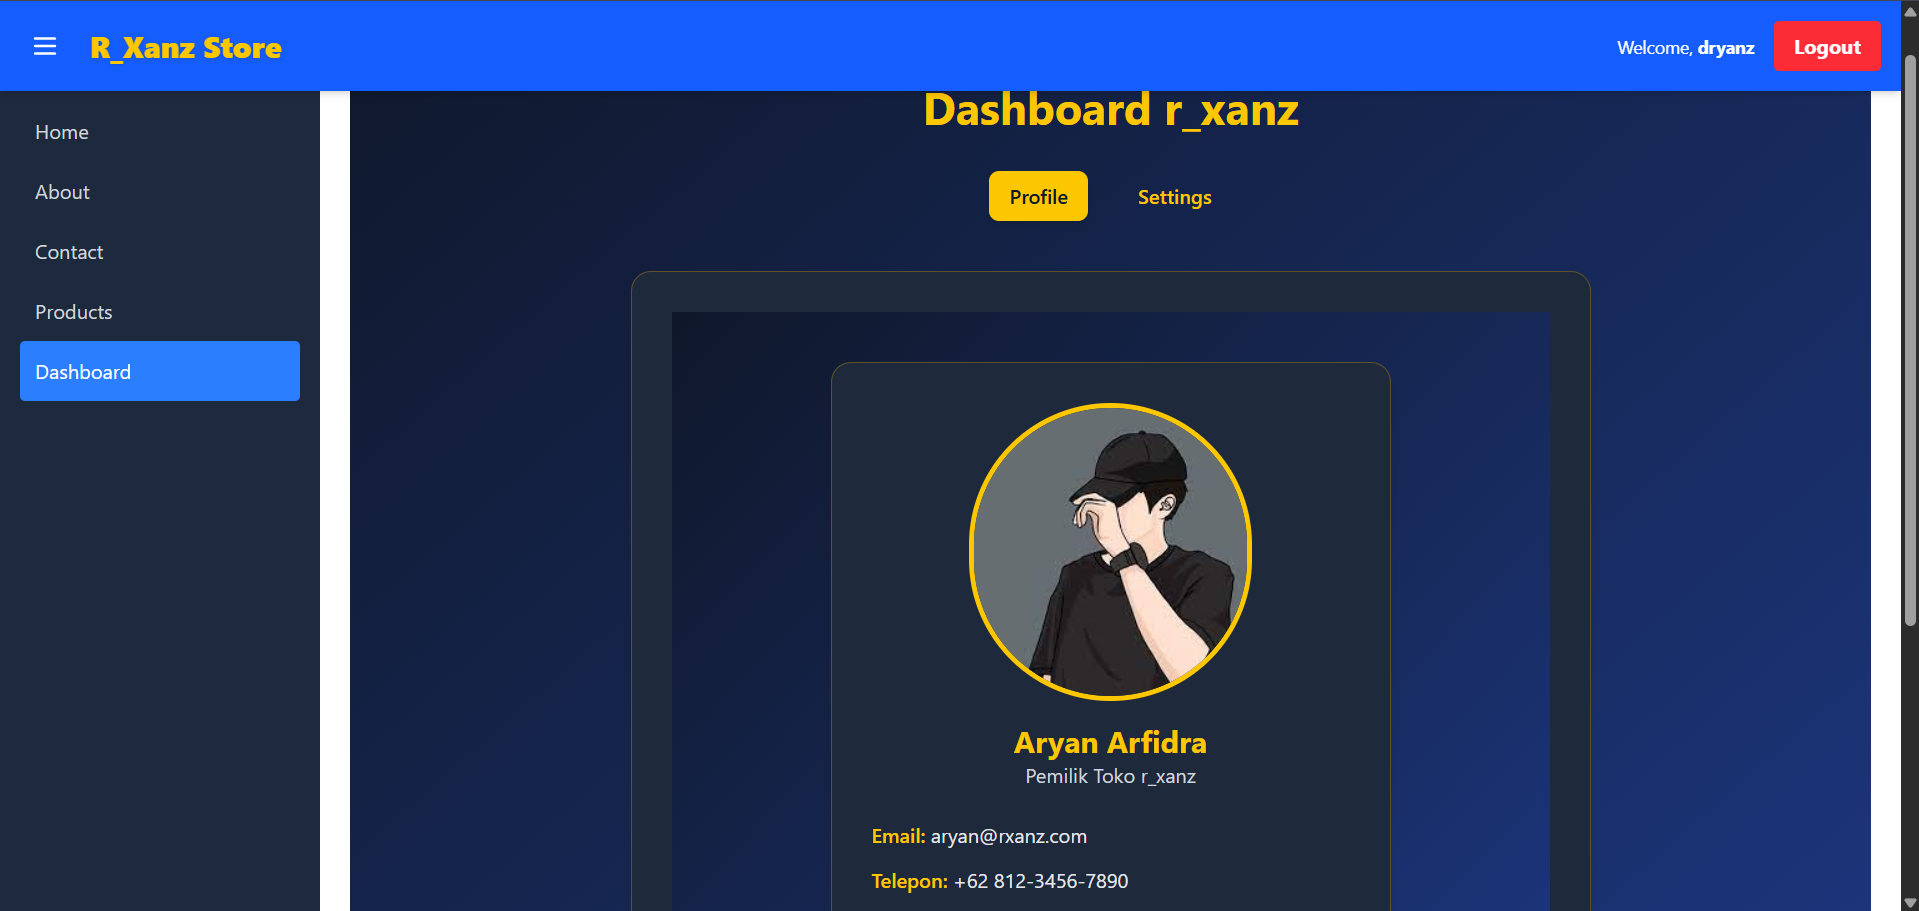 R_Xanz Store
Welcome, dryanz
Logout
Home
About
Contact
Products
Dashboard
Dashboard r_xanz
Profile
Settings
Aryan Arfidra
Pemilik Toko r_xanz
Email: aryan@rxanz.com
Telepon: +62 812-3456-7890